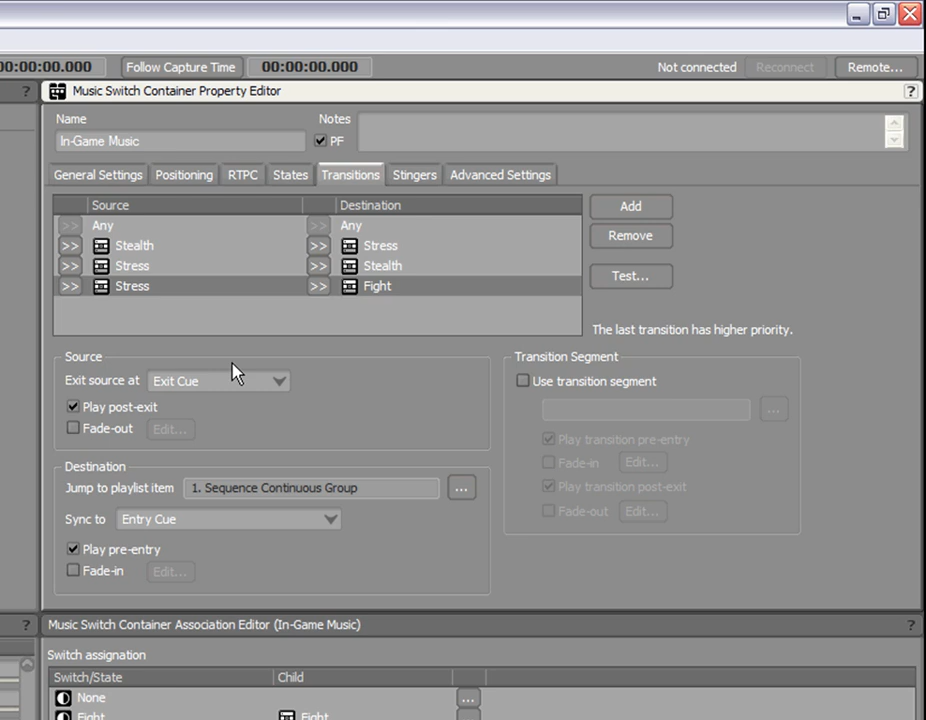 00:00:00.000 Follow Capture Time 00:00:00.000 Not connected Reconnect Remote...
? Music Switch Container Property Editor ?
Name Notes
In-Game Music PF
General Settings Positioning RTPC States Transitions Stingers Advanced Settings
Source Destination Add
>> Any >> Any
Remove
>> Stealth >> Stress
>> Stress >> Stealth
Test...
>> Stress >> Fight
The last transition has higher priority.
Source
Exit source at Exit Cue
Play post-exit
Fade-out Edit...
Destination
Jump to playlist item 1. Sequence Continuous Group ...
Sync to Entry Cue
Play pre-entry
Fade-in Edit...
Transition Segment
Use transition segment
...
Play transition pre-entry
Fade-in Edit...
Play transition post-exit
Fade-out Edit...
? Music Switch Container Association Editor (In-Game Music) ?
Switch assignation
Switch/State Child
None ...
Fight Fight